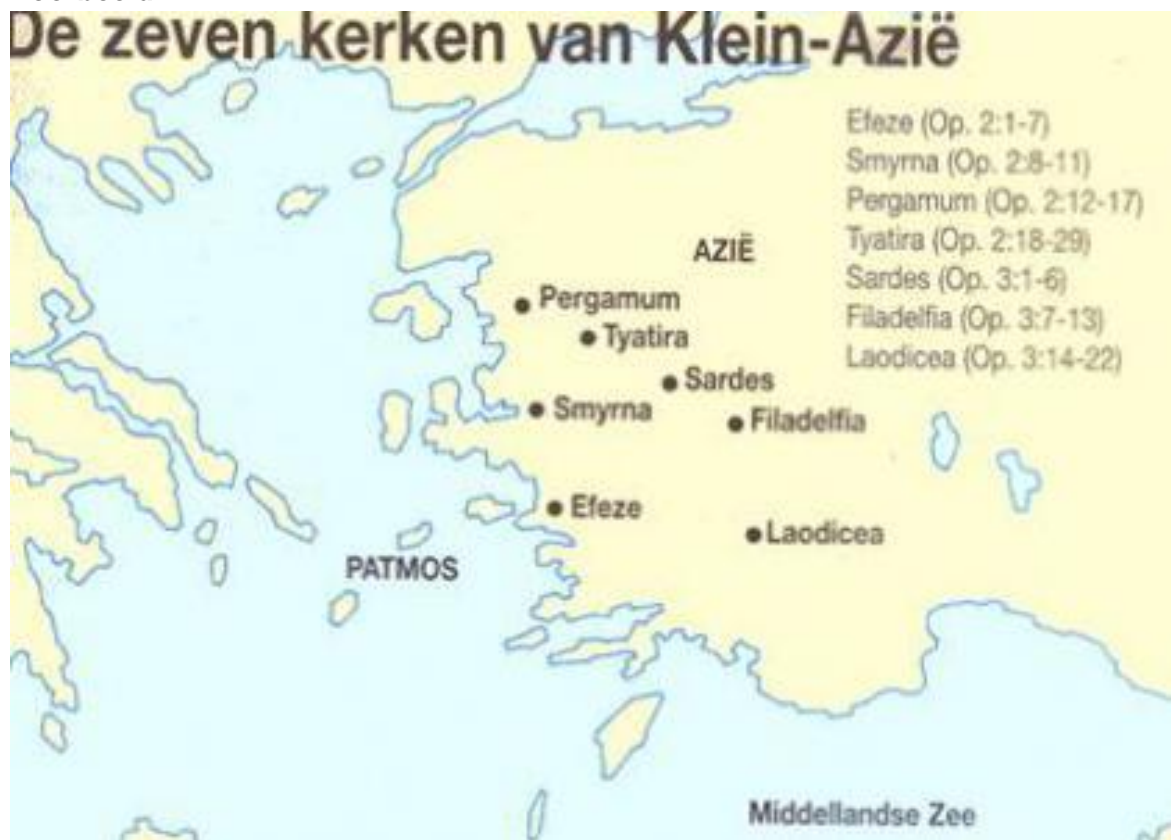 De zeven kerken van Klein-Azië
Efeze (Op. 2:1-7)
Smyrna (Op. 2:8-11)
Pergamum (Op. 2:12-17)
Tyatira (Op. 2:18-29)
Sardes (Op. 3:1-6)
Filadelfia (Op. 3:7-13)
Laodicea (Op. 3:14-22)
AZIË
Pergamum
Tyatira
Sardes
Smyrna
Filadelfia
Efeze
Laodicea
PATMOS
Middellandse Zee